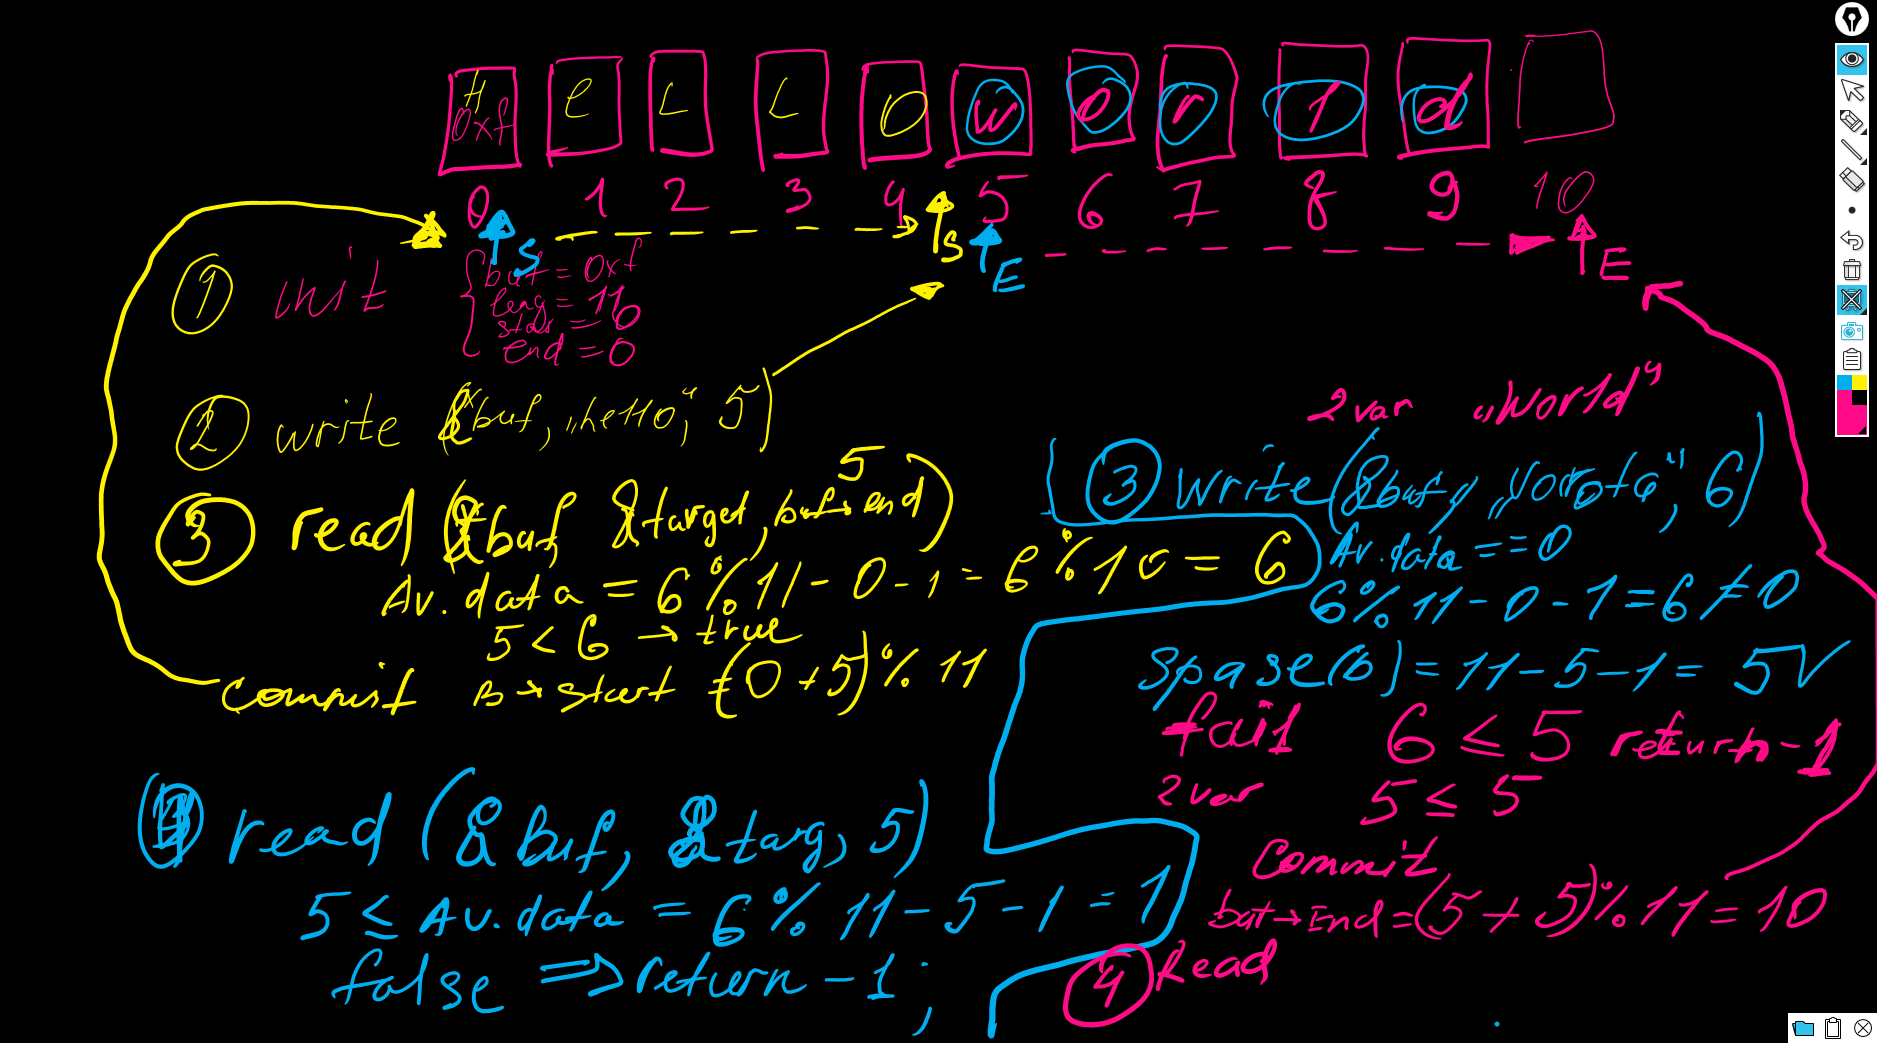 H e L L O w o r l d
0xf
0 1 2 3 4 5 6 7 8 9 10
S S E E
1 init
buf = 0xf
leng = 11
star = 0
end = 0
2 write (&buf, „hello“, 5)
5
3 read (&buf, &target, buf→end)
Av.data = 6 % 11 - 0 - 1 = 6 % 10 = 6
5 < 6 → true
commit B→start = (0 + 5) % 11
read (&buf, &targ, 5)
5 ≤ Av.data = 6 % 11 - 5 - 1 = 1
false => return -1;
2 var „World“
3 write (&buf, 6)
Av.data == 0
6 % 11 - 0 - 1 = 6 ≠ 0
spase(b) = 11 - 5 - 1 = 5 V
fail 6 ≤ 5 return -1
2 var 5 ≤ 5
Commit
but→End = (5 + 5) % 11 = 10
4 Read